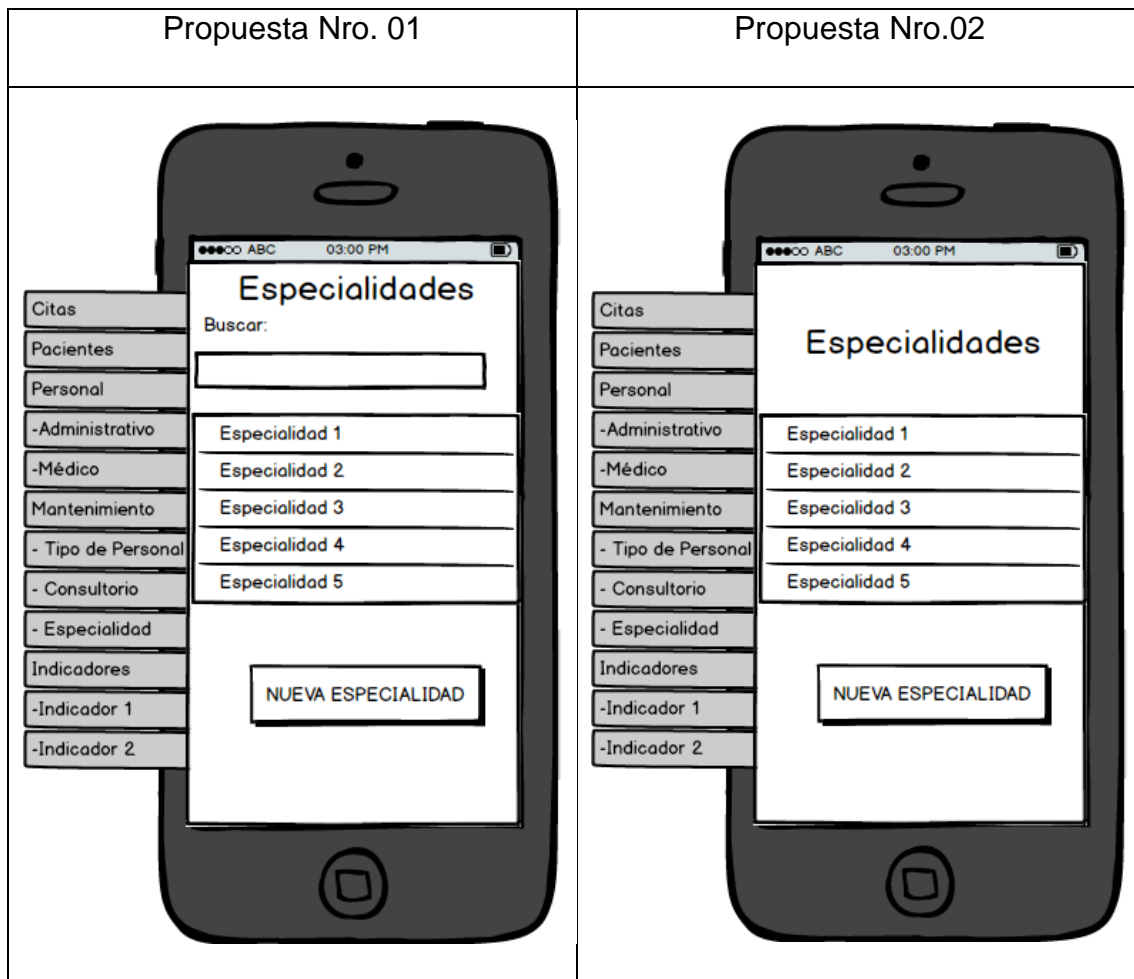 Propuesta Nro. 01
Propuesta Nro.02
●●●○○ ABC 03:00 PM
Especialidades
Buscar:
Citas
Pacientes
Personal
-Administrativo
-Médico
Mantenimiento
- Tipo de Personal
- Consultorio
- Especialidad
Indicadores
-Indicador 1
-Indicador 2
Especialidad 1
Especialidad 2
Especialidad 3
Especialidad 4
Especialidad 5
NUEVA ESPECIALIDAD
●●●○○ ABC 03:00 PM
Especialidades
Citas
Pacientes
Personal
-Administrativo
-Médico
Mantenimiento
- Tipo de Personal
- Consultorio
- Especialidad
Indicadores
-Indicador 1
-Indicador 2
Especialidad 1
Especialidad 2
Especialidad 3
Especialidad 4
Especialidad 5
NUEVA ESPECIALIDAD